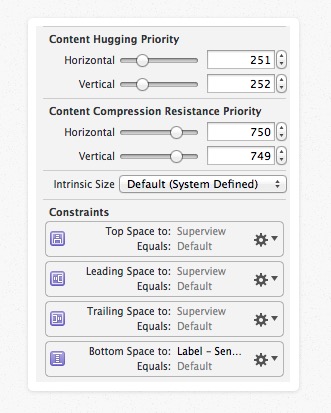 Content Hugging Priority
Horizontal 251
Vertical 252
Content Compression Resistance Priority
Horizontal 750
Vertical 749
Intrinsic Size Default (System Defined)
Constraints
Top Space to: Superview
Equals: Default
Leading Space to: Superview
Equals: Default
Trailing Space to: Superview
Equals: Default
Bottom Space to: Label – Sen...
Equals: Default